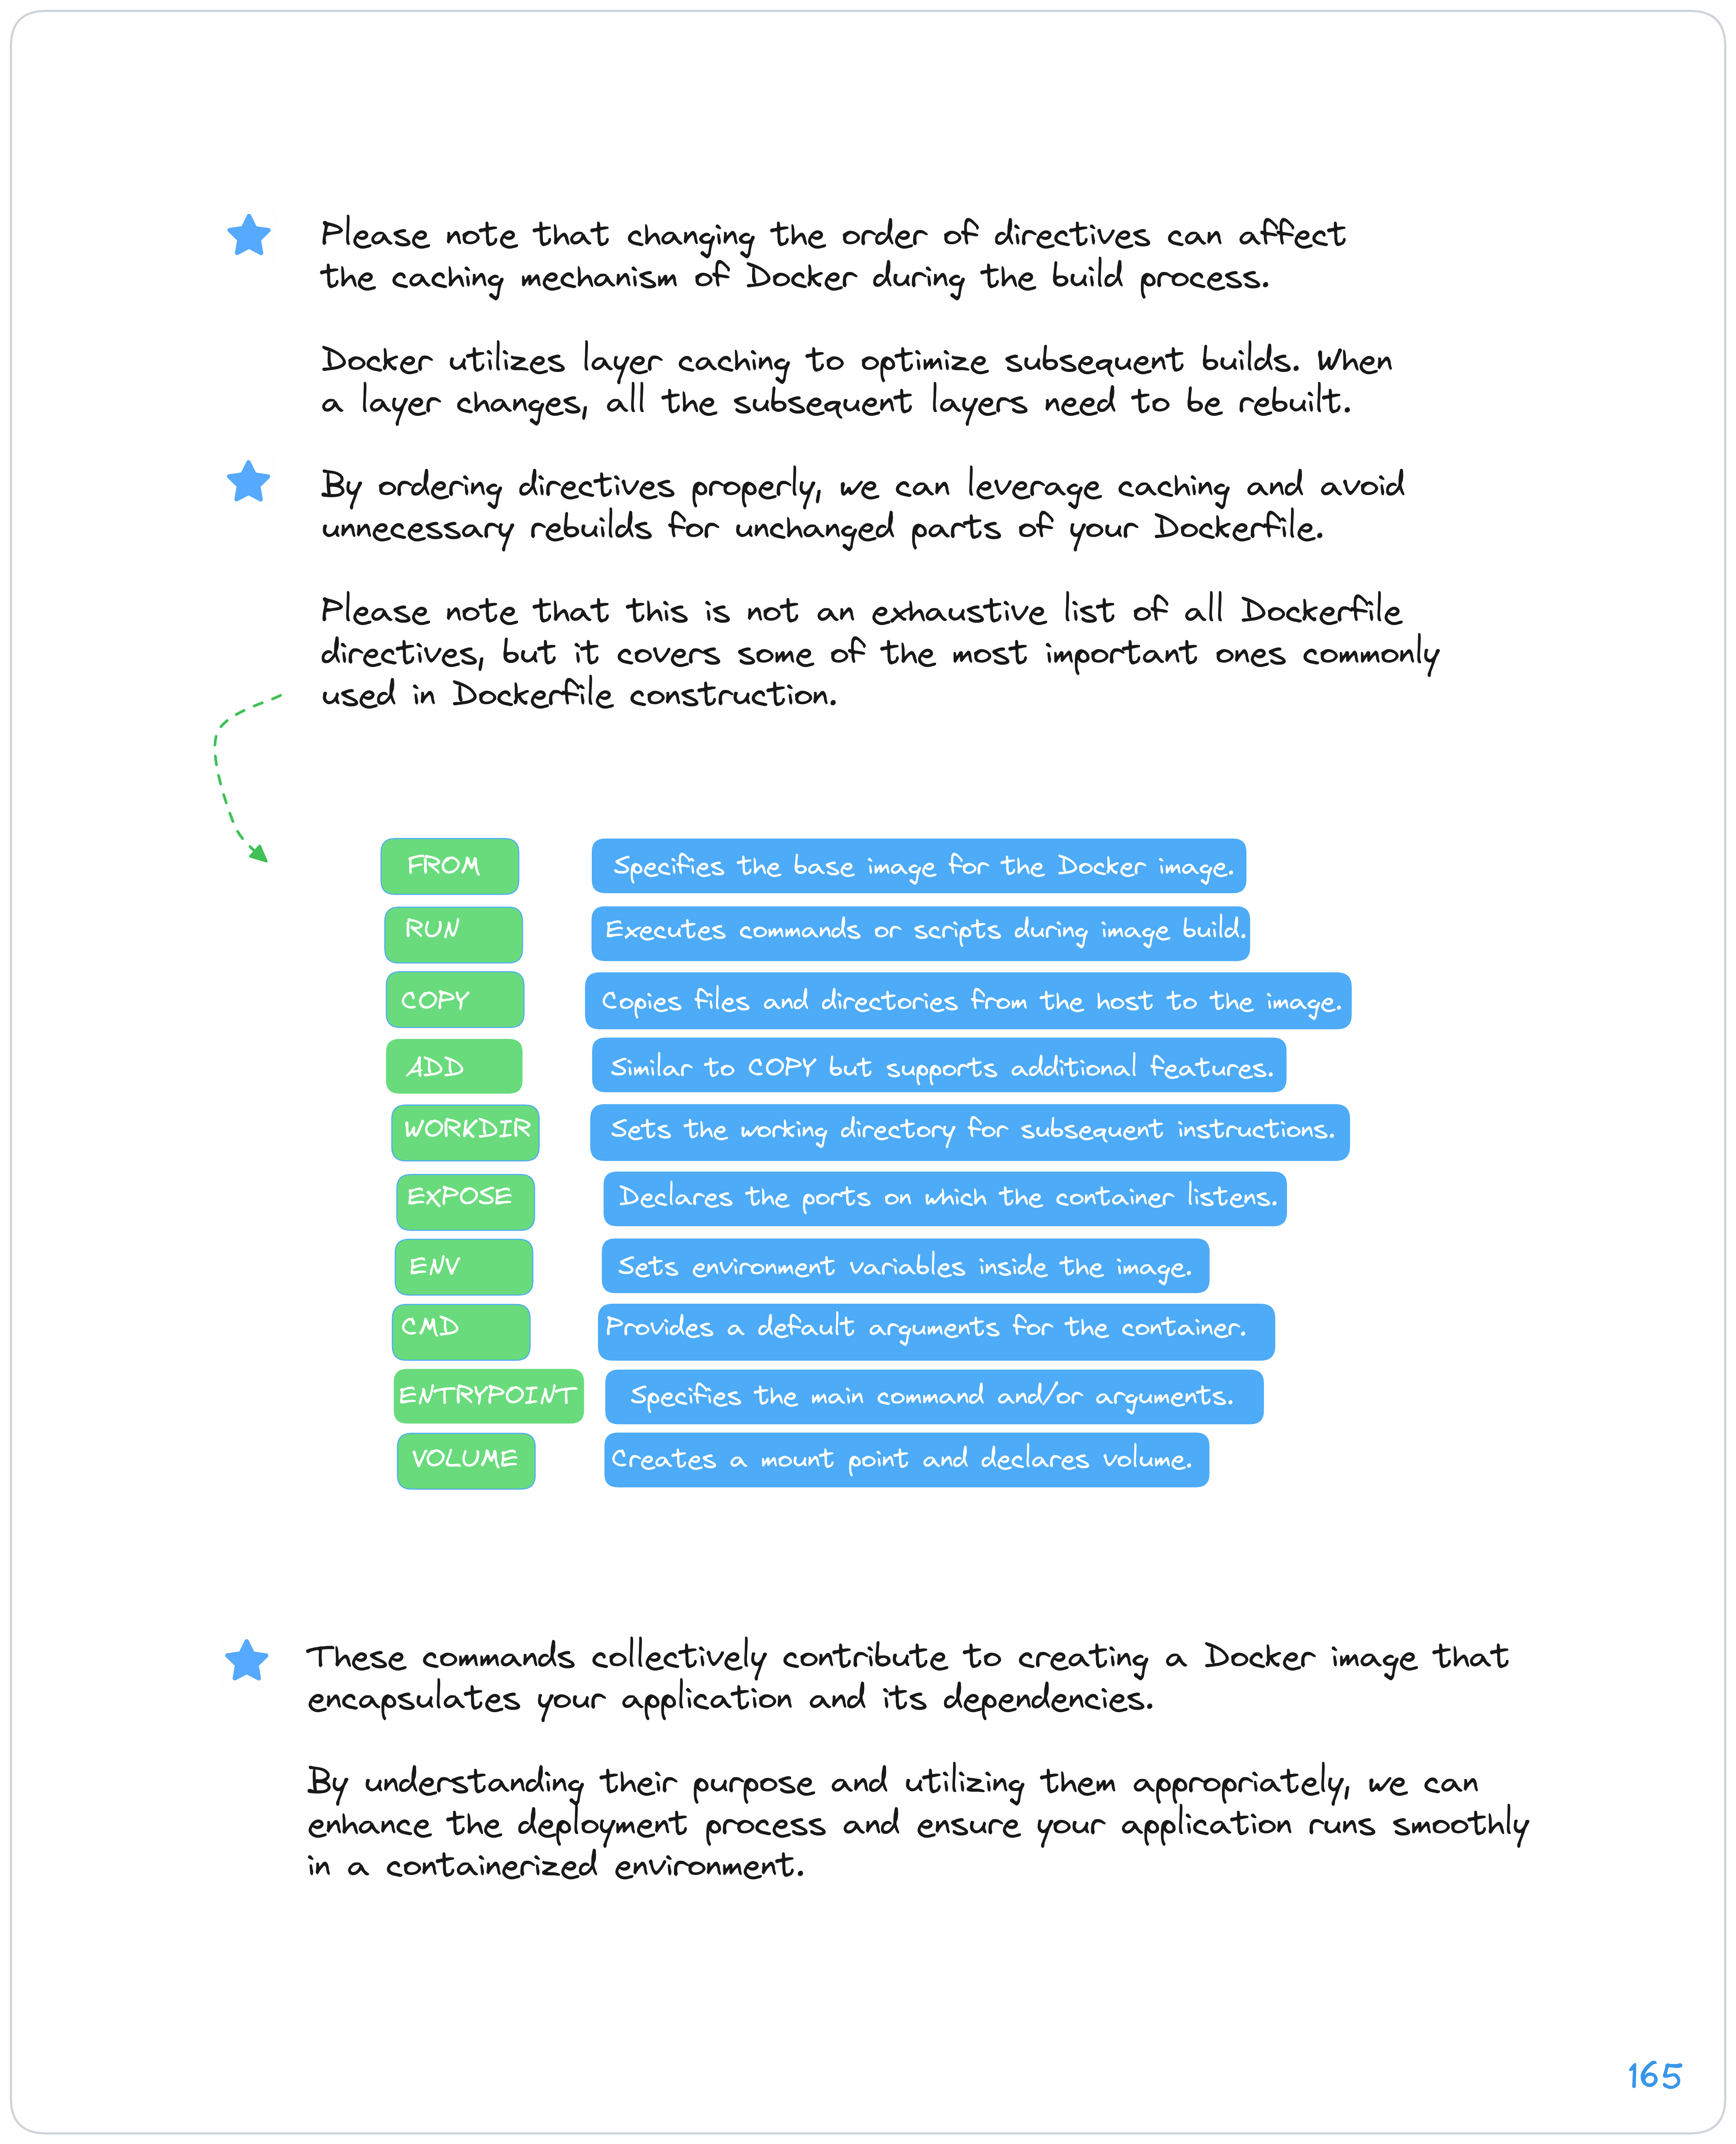 Please note that changing the order of directives can affect
the caching mechanism of Docker during the build process.
Docker utilizes layer caching to optimize subsequent builds. When
a layer changes, all the subsequent layers need to be rebuilt.
By ordering directives properly, we can leverage caching and avoid
unnecessary rebuilds for unchanged parts of your Dockerfile.
Please note that this is not an exhaustive list of all Dockerfile
directives, but it covers some of the most important ones commonly
used in Dockerfile construction.
FROM Specifies the base image for the Docker image.
RUN Executes commands or scripts during image build.
COPY Copies files and directories from the host to the image.
ADD Similar to COPY but supports additional features.
WORKDIR Sets the working directory for subsequent instructions.
EXPOSE Declares the ports on which the container listens.
ENV Sets environment variables inside the image.
CMD Provides a default arguments for the container.
ENTRYPOINT Specifies the main command and/or arguments.
VOLUME Creates a mount point and declares volume.
These commands collectively contribute to creating a Docker image that
encapsulates your application and its dependencies.
By understanding their purpose and utilizing them appropriately, we can
enhance the deployment process and ensure your application runs smoothly
in a containerized environment.
165